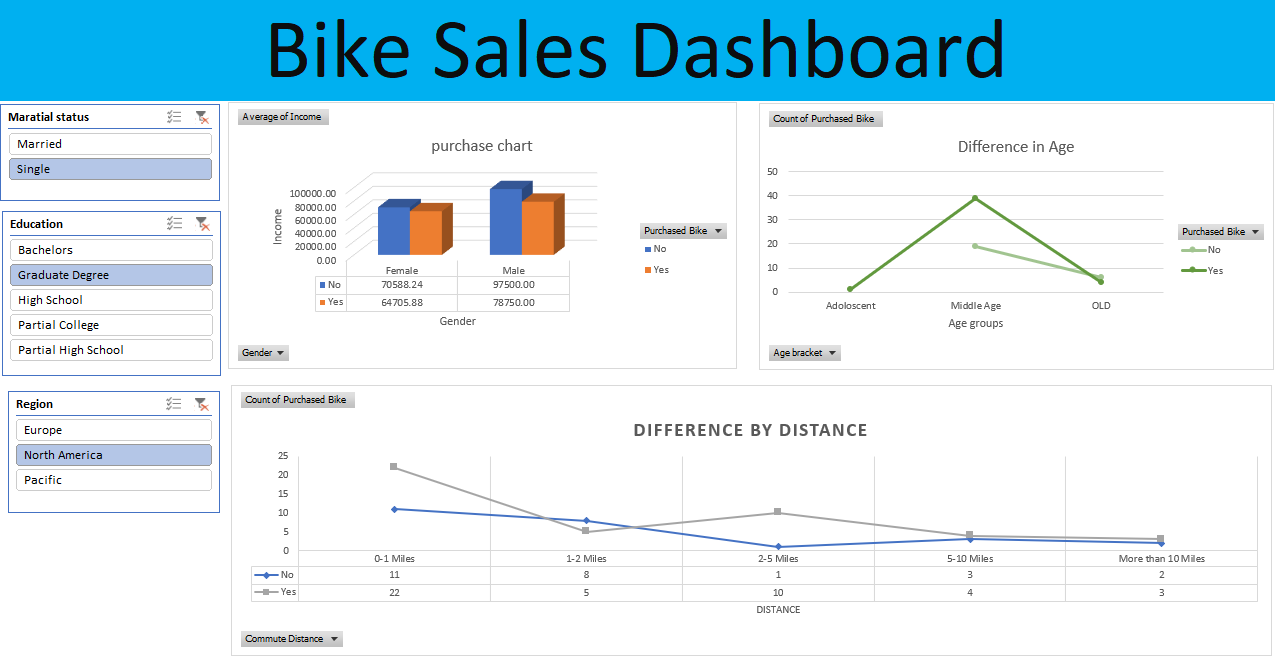 Bike Sales Dashboard
Maratial status
Married
Single
Education
Bachelors
Graduate Degree
High School
Partial College
Partial High School
Region
Europe
North America
Pacific
Average of Income
purchase chart
Income
100000.00
80000.00
60000.00
40000.00
20000.00
0.00
Female Male
No 70588.24 97500.00
Yes 64705.88 78750.00
Gender
Purchased Bike
No
Yes
Gender
Count of Purchased Bike
Difference in Age
50
40
30
20
10
0
Adoloscent Middle Age OLD
Age groups
Purchased Bike
No
Yes
Age bracket
Count of Purchased Bike
DIFFERENCE BY DISTANCE
25
20
15
10
5
0
0-1 Miles 1-2 Miles 2-5 Miles 5-10 Miles More than 10 Miles
No 11 8 1 3 2
Yes 22 5 10 4 3
DISTANCE
Commute Distance